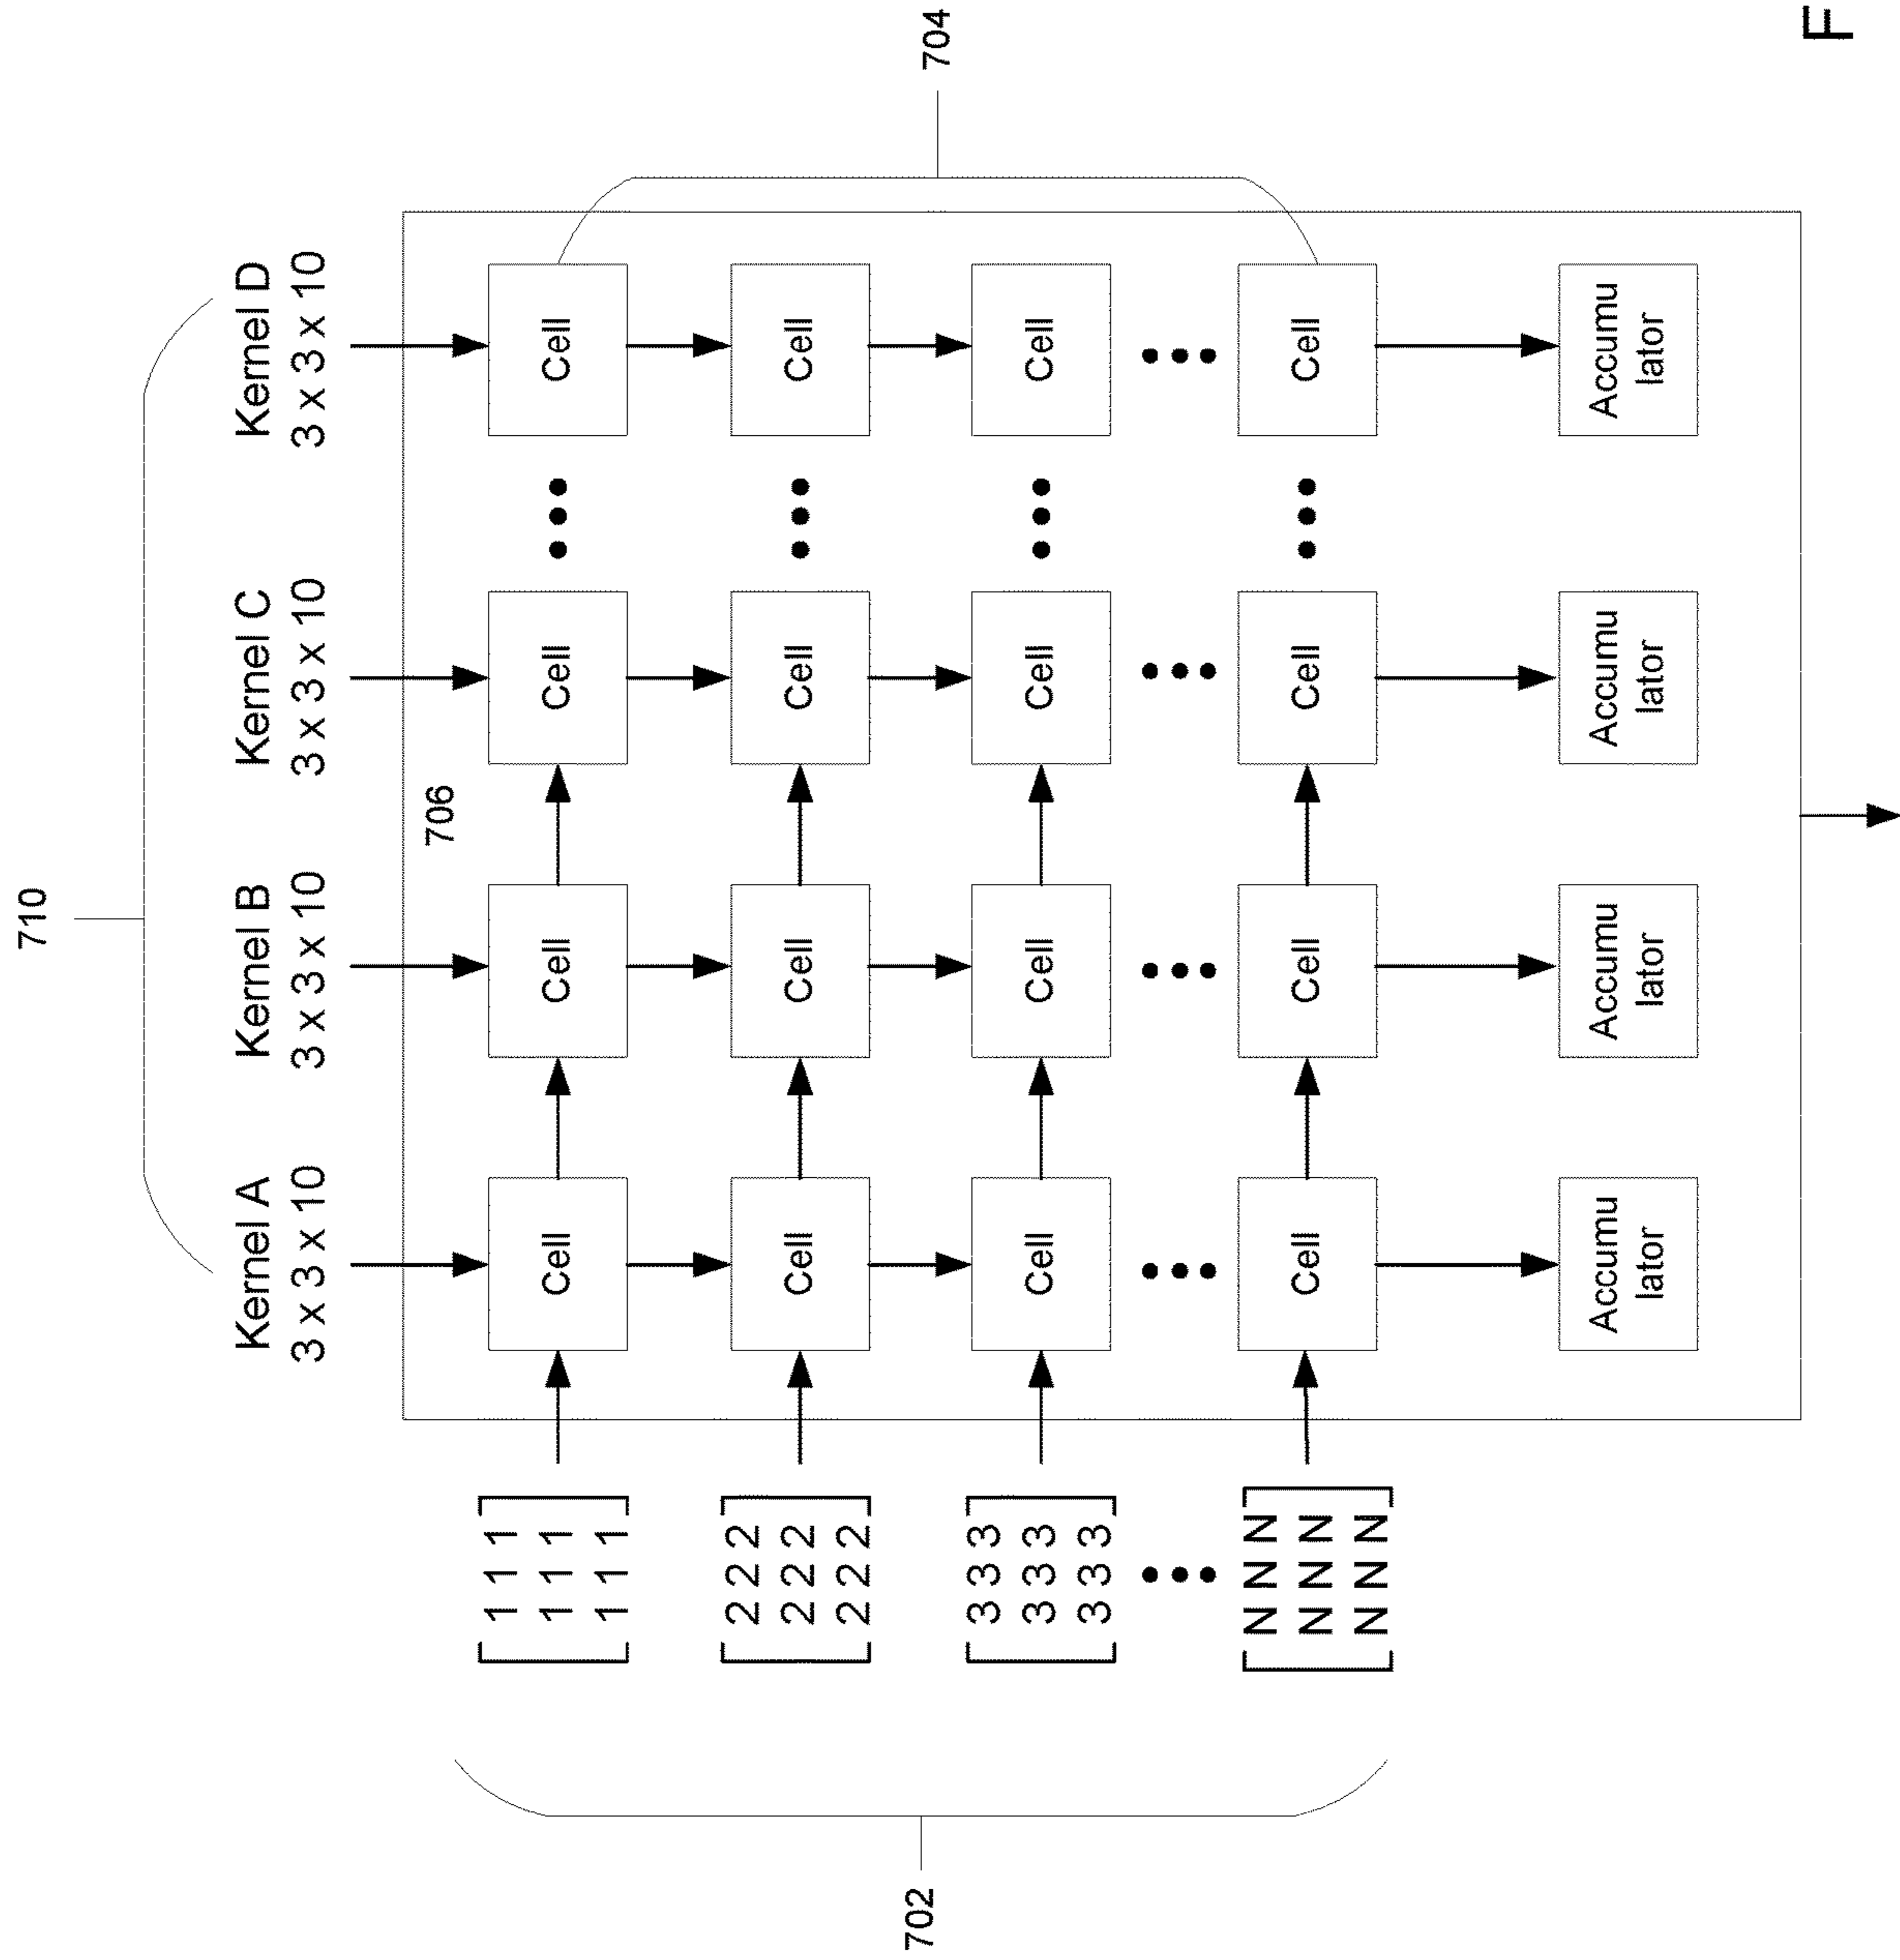 710
Kernel A
3 x 3 x 10
Kernel B
3 x 3 x 10
Kernel C
3 x 3 x 10
Kernel D
3 x 3 x 10
706
1 1 1
1 1 1
1 1 1
Cell
Cell
Cell
Cell
2 2 2
2 2 2
2 2 2
Cell
Cell
Cell
Cell
702
704
3 3 3
3 3 3
3 3 3
Cell
Cell
Cell
Cell
N N N
N N N
N N N
Cell
Cell
Cell
Cell
Accumu
lator
Accumu
lator
Accumu
lator
Accumu
lator
F